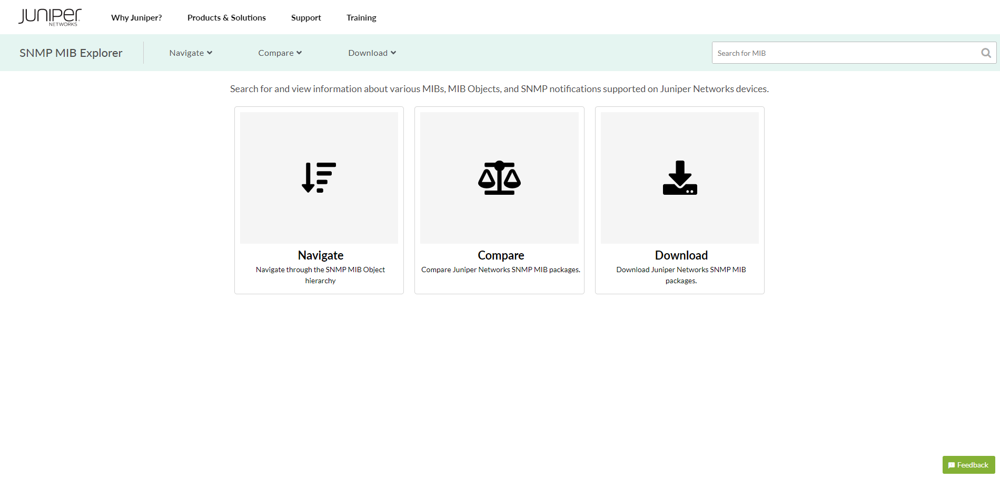 JUNIPer
NETWORKS
Why Juniper?
Products & Solutions
Support
Training
SNMP MIB Explorer
Navigate
Compare
Download
Search for MIB
Search for and view information about various MIBs, MIB Objects, and SNMP notifications supported on Juniper Networks devices.
Navigate
Navigate through the SNMP MIB Object
hierarchy
Compare
Compare Juniper Networks SNMP MIB packages.
Download
Download Juniper Networks SNMP MIB
packages.
Feedback